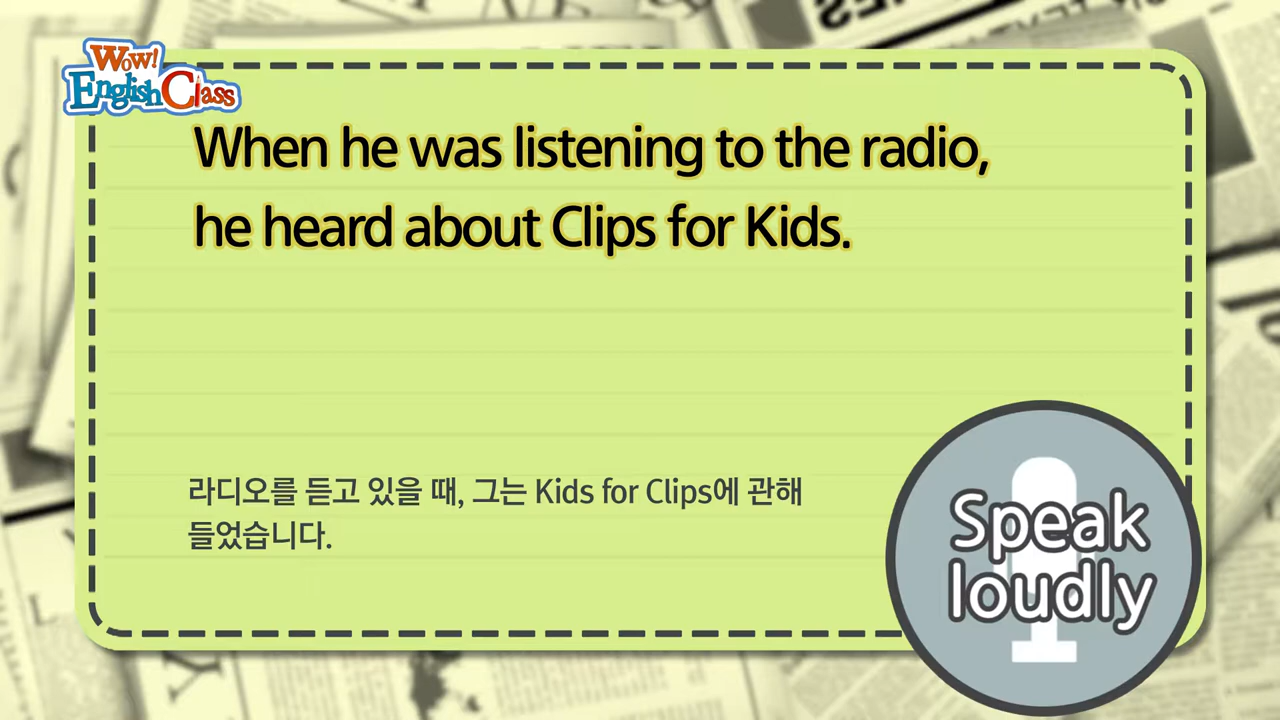 Wow!
English Class
When he was listening to the radio,
he heard about Clips for Kids.
라디오를 듣고 있을 때, 그는 Kids for Clips에 관해
들었습니다.
Speak
loudly